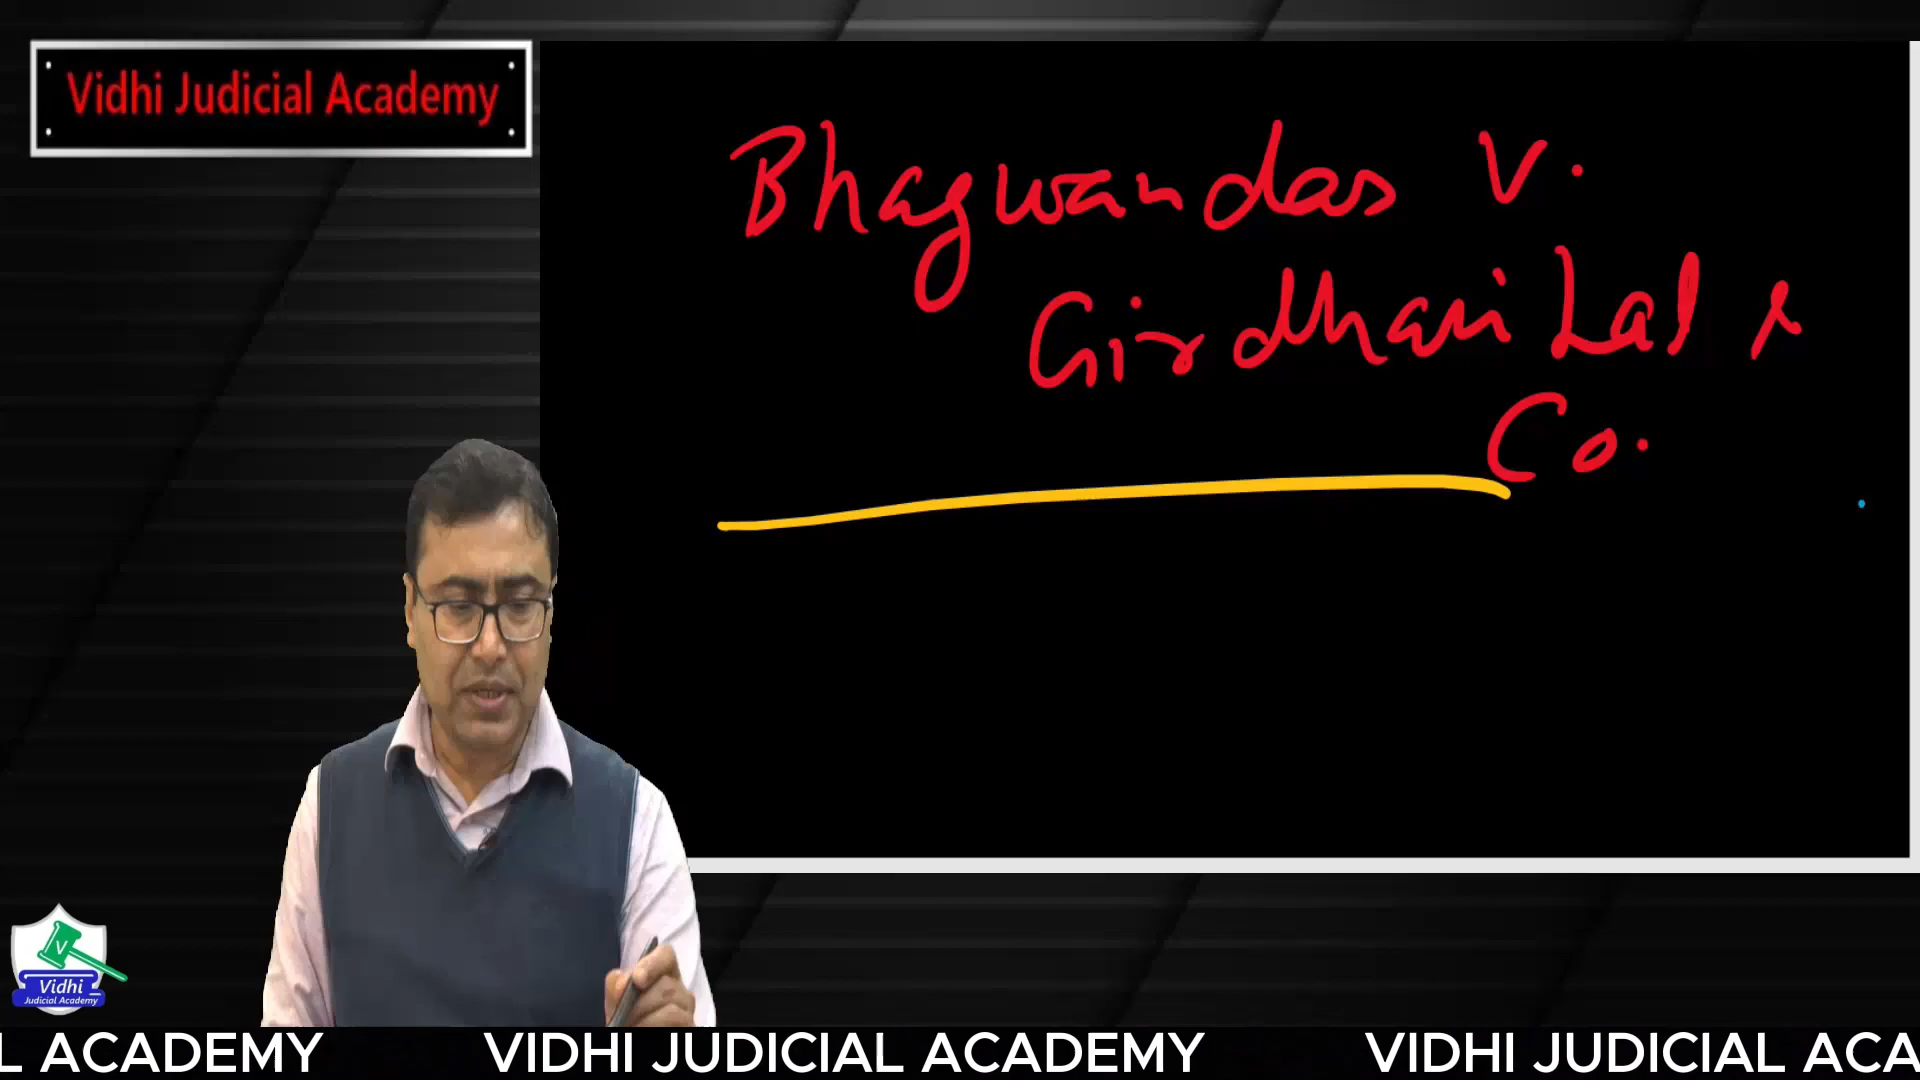 Vidhi Judicial Academy
Bhagwandas V.
Girdhari Lal &
Co.
V
Vidhi
Judicial Academy
L ACADEMY VIDHI JUDICIAL ACADEMY VIDHI JUDICIAL ACA